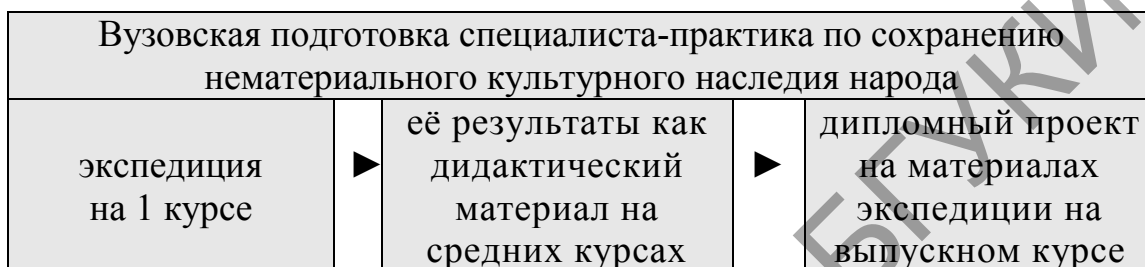 Вузовская подготовка специалиста-практика по сохранению
нематериального культурного наследия народа
экспедиция
на 1 курсе
►
её результаты как
дидактический
материал на
средних курсах
►
дипломный проект
на материалах
экспедиции на
выпускном курсе
БГУКИ